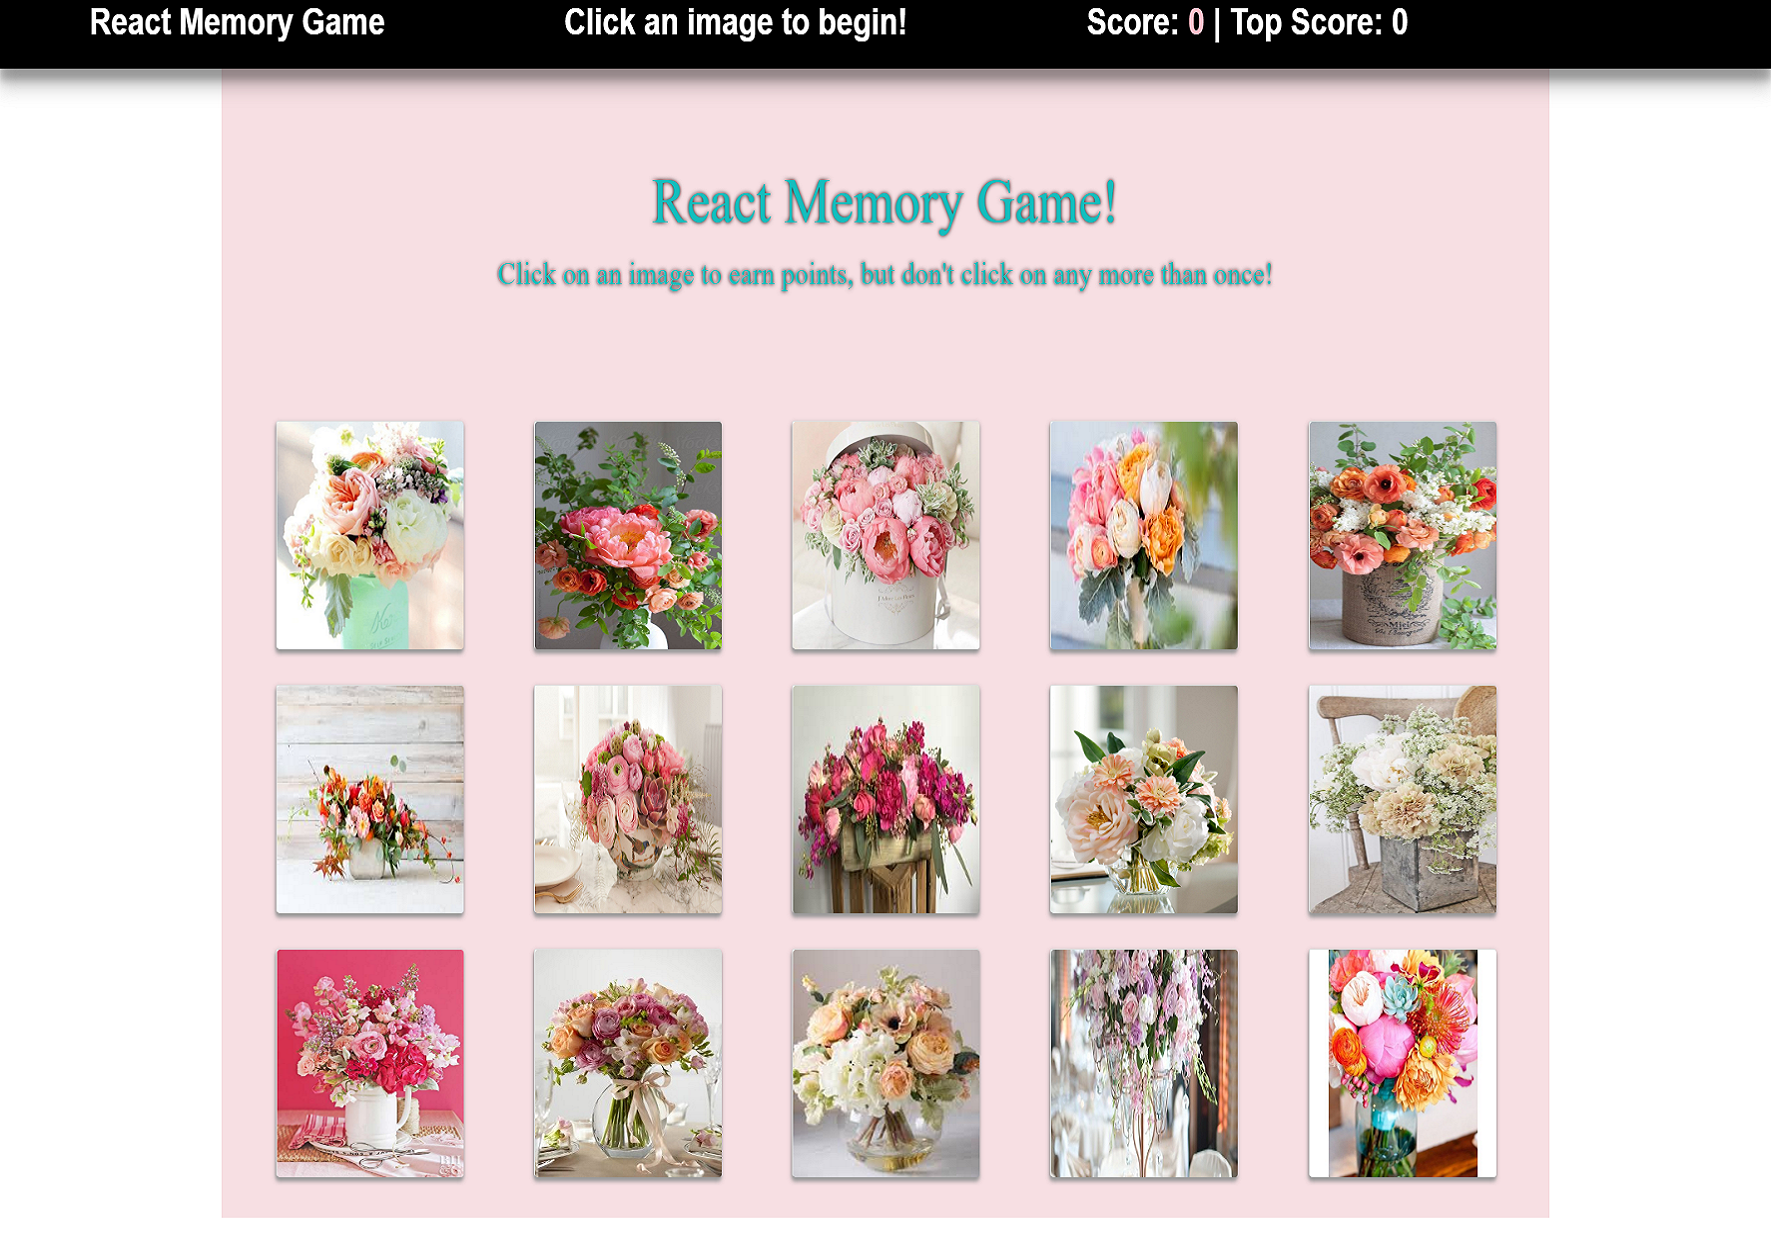 React Memory Game
Click an image to begin!
Score: 0 | Top Score: 0
React Memory Game!
Click on an image to earn points, but don't click on any more than once!